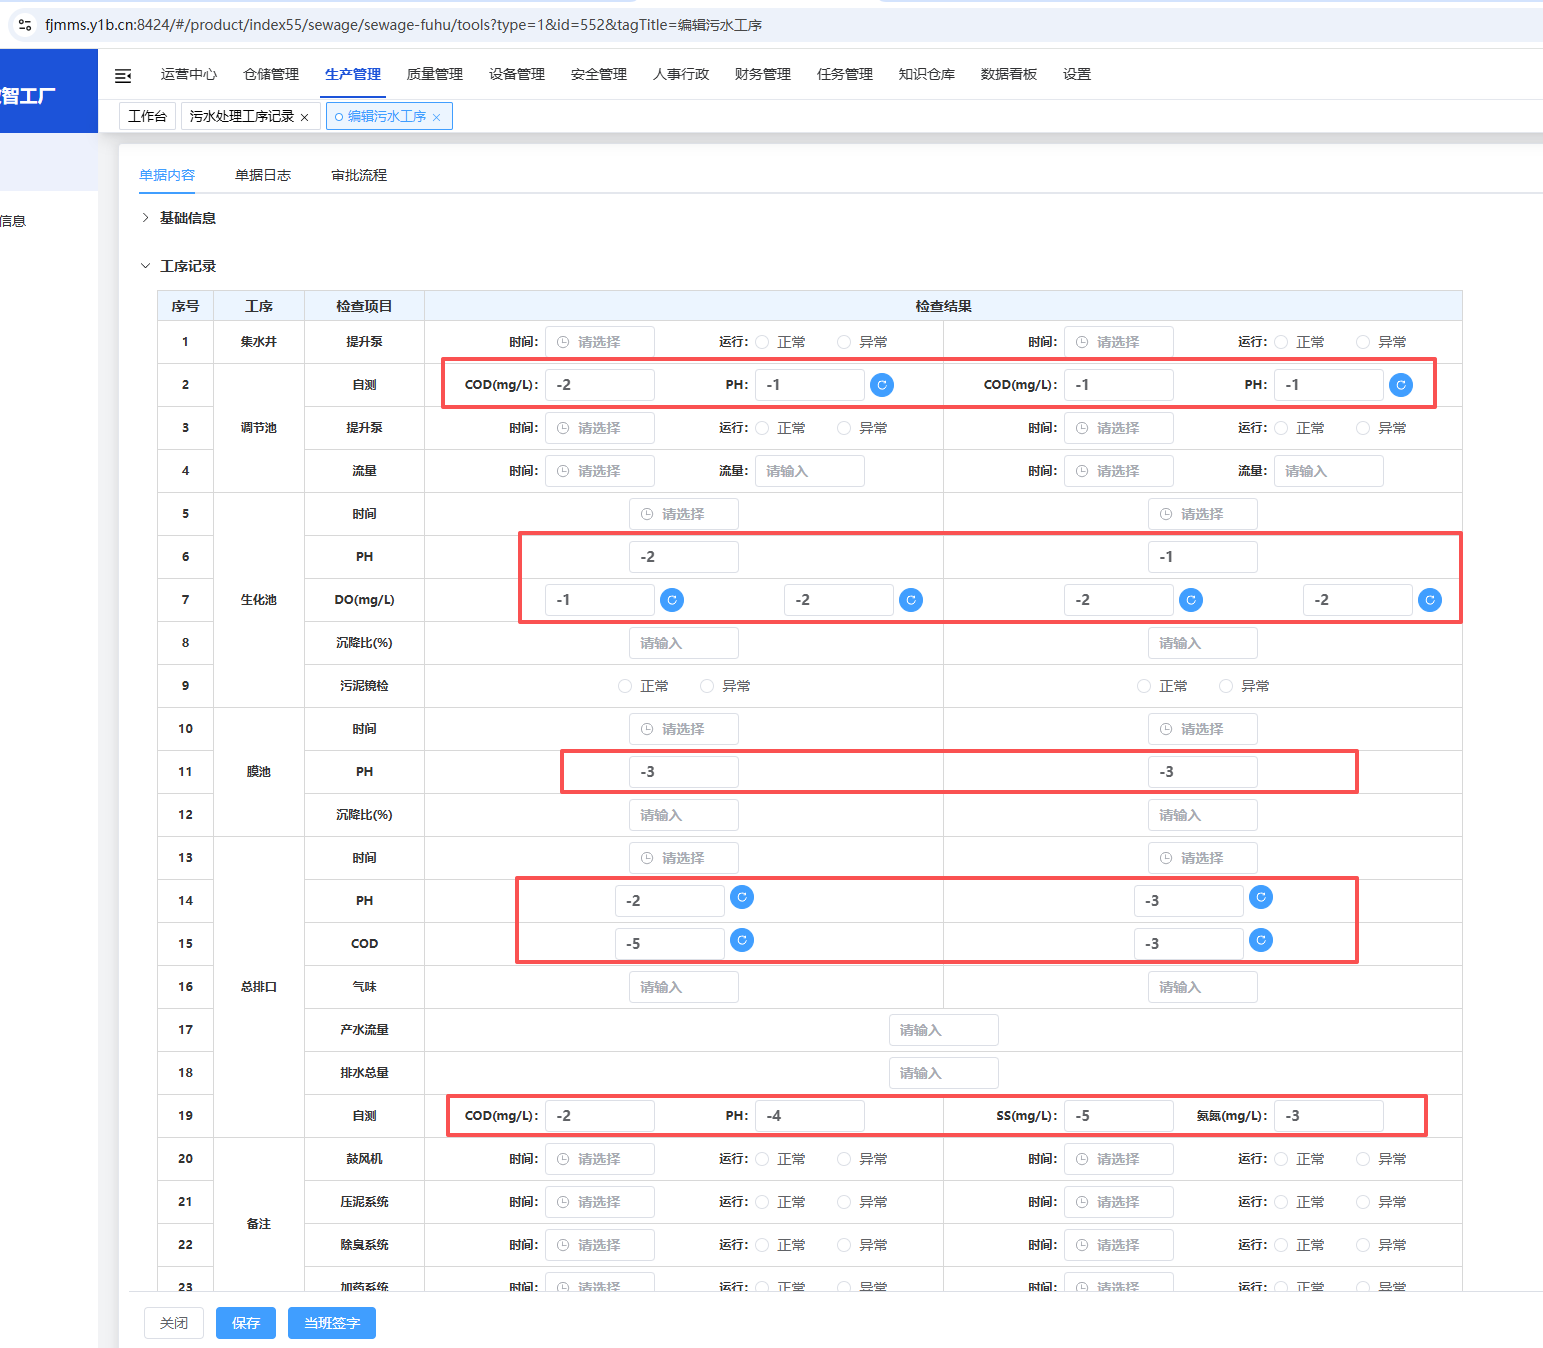 fjmms.y1b.cn:8424/#/product/index55/sewage/sewage-fuhu/tools?type=1&id=552&tagTitle=编辑污水工序
智工厂
运营中心 仓储管理 生产管理 质量管理 设备管理 安全管理 人事行政 财务管理 任务管理 知识仓库 数据看板 设置
工作台 污水处理工序记录 × 编辑污水工序 ×
单据内容 单据日志 审批流程
信息
基础信息
工序记录
序号 工序 检查项目 检查结果
1 集水井 提升泵 时间: 请选择 运行: 正常 异常 时间: 请选择 运行: 正常 异常
2 自测 COD(mg/L): -2 PH: -1 COD(mg/L): -1 PH: -1
3 调节池 提升泵 时间: 请选择 运行: 正常 异常 时间: 请选择 运行: 正常 异常
4 流量 时间: 请选择 流量: 请输入 时间: 请选择 流量: 请输入
5 时间 请选择 请选择
6 PH -2 -1
7 生化池 DO(mg/L) -1 -2 -2 -2
8 沉降比(%) 请输入 请输入
9 污泥镜检 正常 异常 正常 异常
10 时间 请选择 请选择
11 膜池 PH -3 -3
12 沉降比(%) 请输入 请输入
13 时间 请选择 请选择
14 PH -2 -3
15 COD -5 -3
16 总排口 气味 请输入 请输入
17 产水流量 请输入
18 排水总量 请输入
19 自测 COD(mg/L): -2 PH: -4 SS(mg/L): -5 氨氮(mg/L): -3
20 鼓风机 时间: 请选择 运行: 正常 异常 时间: 请选择 运行: 正常 异常
21 压泥系统 时间: 请选择 运行: 正常 异常 时间: 请选择 运行: 正常 异常
备注
22 除臭系统 时间: 请选择 运行: 正常 异常 时间: 请选择 运行: 正常 异常
23 加药系统 时间: 请选择 运行: 正常 异常 时间: 请选择 运行: 正常 异常
关闭 保存 当班签字